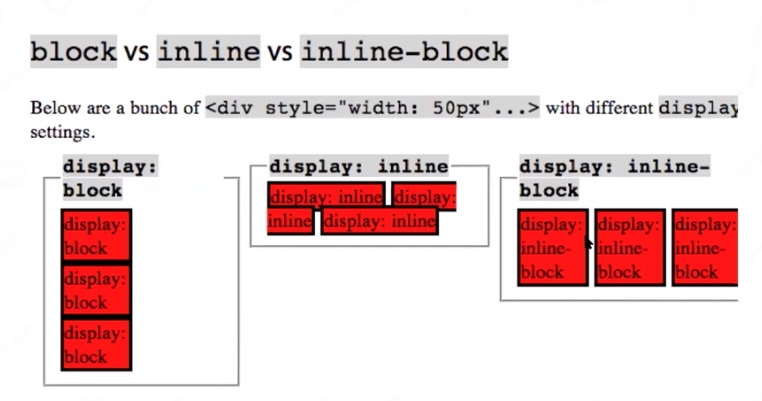 block vs inline vs inline-block
Below are a bunch of <div style="width: 50px"...> with different display
settings.
display:
block
display:
block
display:
block
display:
block
display: inline
display: inline display:
inline display: inline
display: inline-
block
display: display: display:
inline- inline- inline-
block block block